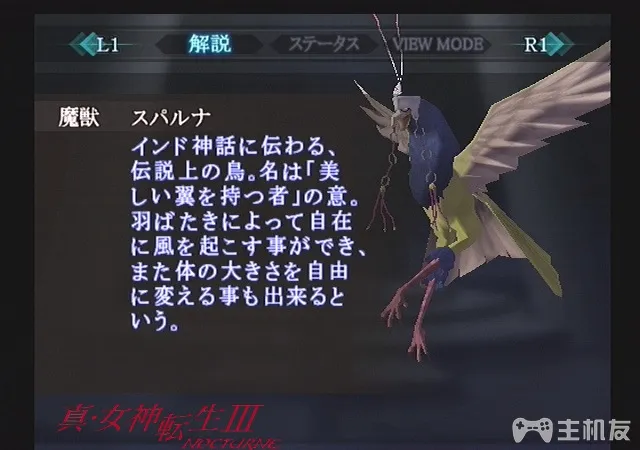 L1 解説 ステータス VIEW MODE R1
魔獣 スパルナ
インド神話に伝わる、
伝説上の鳥。名は「美
しい翼を持つ者」の意。
羽ばたきによって自在
に風を起こす事ができ、
また体の大きさを自由
に変える事も出来ると
いう。
真・女神転生III
NOCTURNE
主机友